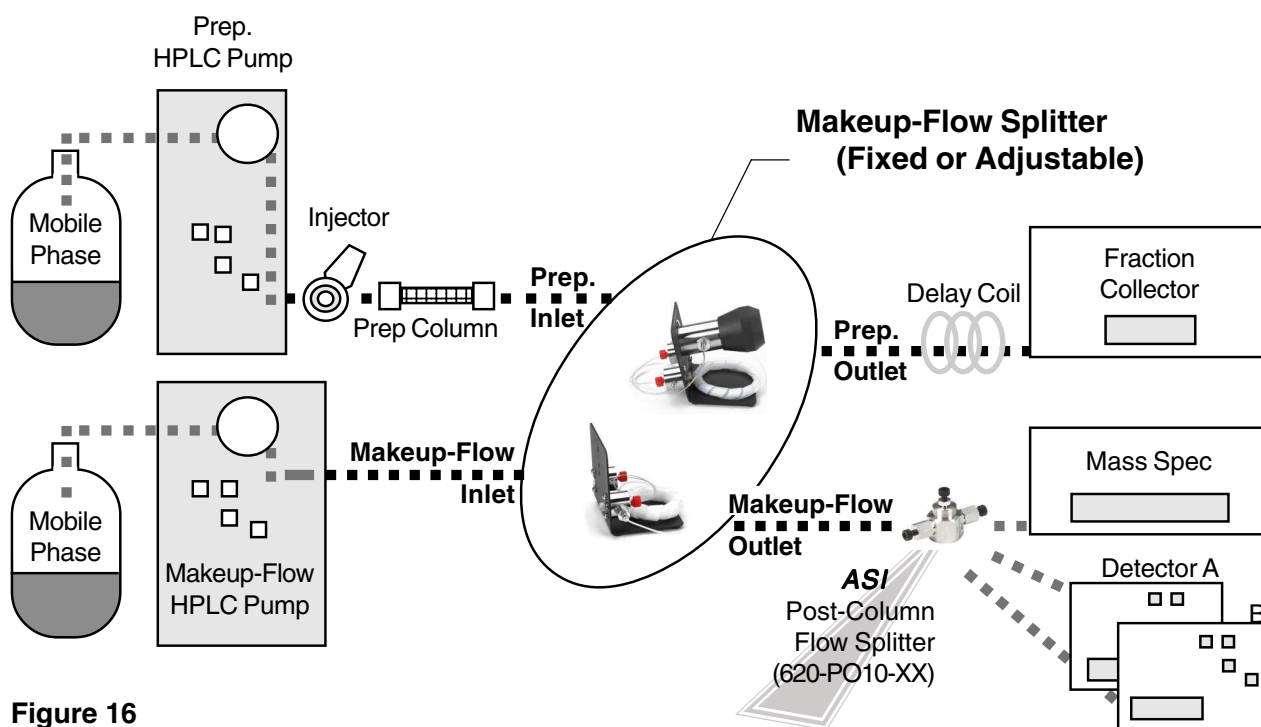 Prep.
HPLC Pump
Makeup-Flow Splitter
(Fixed or Adjustable)
Mobile
Phase
Injector
Prep Column
Prep.
Inlet
Delay Coil
Prep.
Outlet
Fraction
Collector
Mobile
Phase
Makeup-Flow
HPLC Pump
Makeup-Flow
Inlet
Makeup-Flow
Outlet
Mass Spec
ASI
Post-Column
Flow Splitter
(620-PO10-XX)
Detector A
B
Figure 16